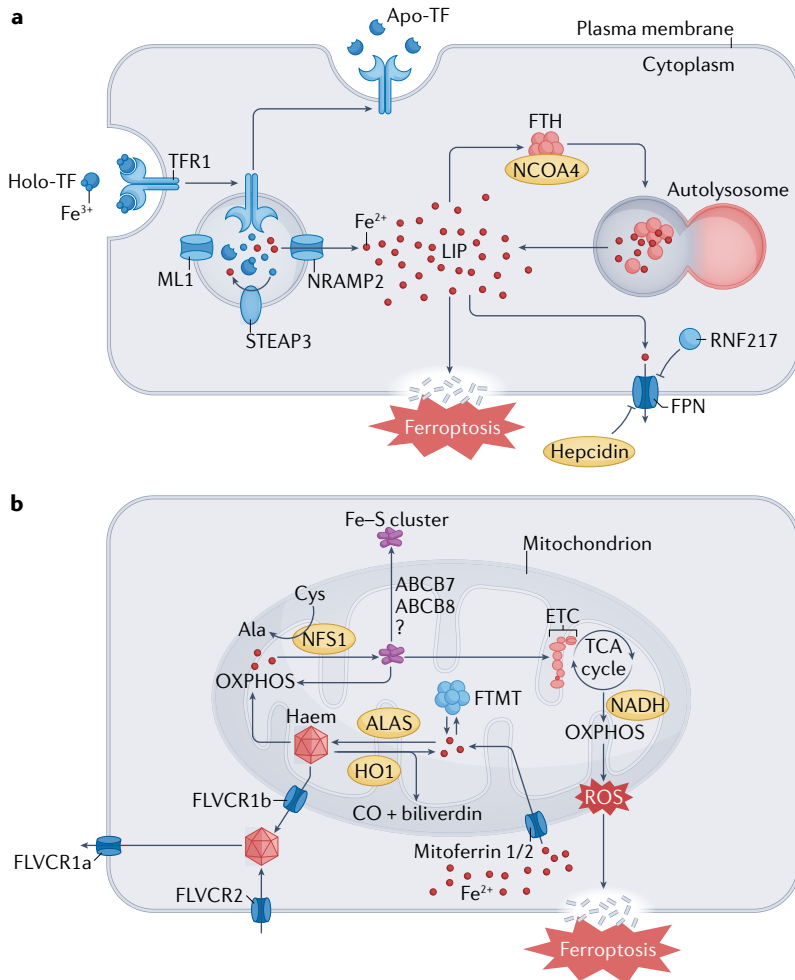 a
Apo-TF
Plasma membrane
Cytoplasm
FTH
NCOA4
TFR1
Holo-TF
Fe³⁺
Autolysosome
Fe²⁺
LIP
ML1
NRAMP2
STEAP3
RNF217
FPN
Ferroptosis
Hepcidin
b
Fe–S cluster
Mitochondrion
ABCB7
ABCB8
?
Cys
ETC
Ala
NFS1
TCA
cycle
OXPHOS
FTMT
NADH
Haem
ALAS
OXPHOS
HO1
ROS
FLVCR1b
CO + biliverdin
Mitoferrin 1/2
FLVCR1a
Fe²⁺
FLVCR2
Ferroptosis